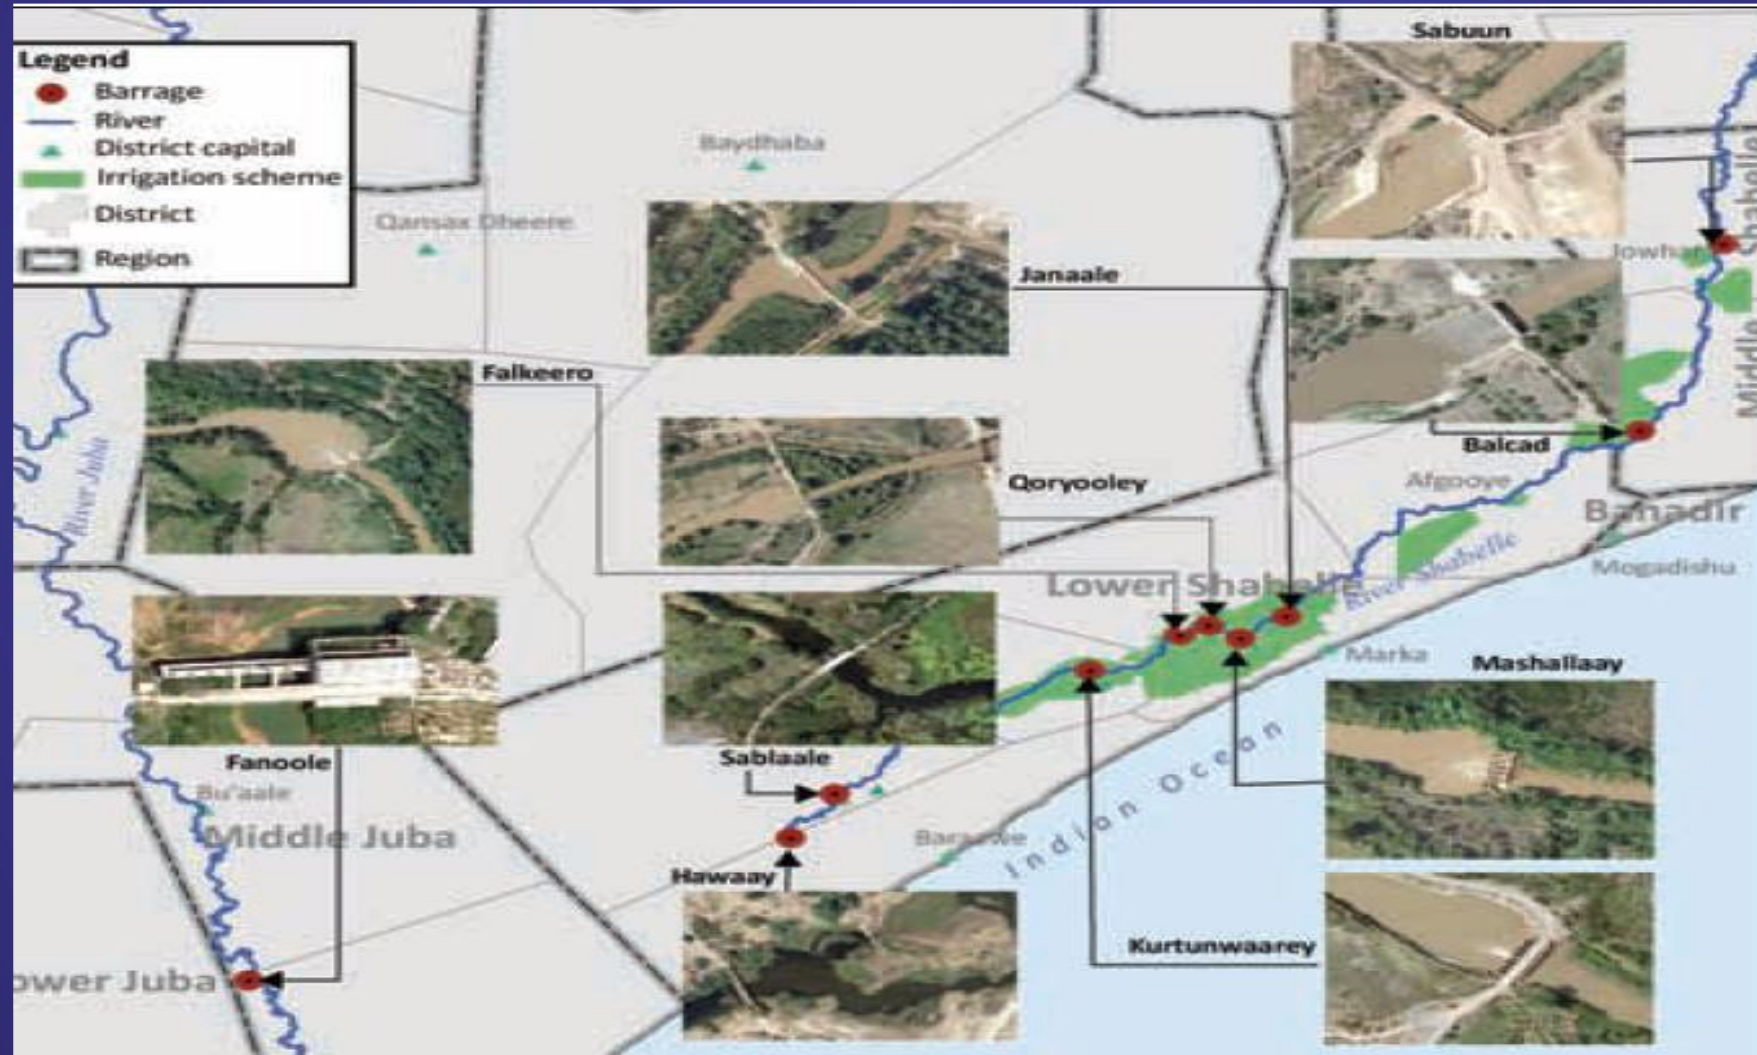 Legend
Barrage
River
District capital
Irrigation scheme
District
Region
Sabuun
Baydhaba
Qansax Dheere
Janaale
Jowhar
Middle Shabelle
Falkeero
Balcad
Qoryooley
Afgooye
Banadir
River Juba
Mogadishu
Lower Shabelle
River Shabelle
Marka
Mashallaay
Fanoole
Sablaale
Bu'aale
Middle Juba
Indian Ocean
Baraawe
Hawaay
Kurtunwaarey
ower Juba